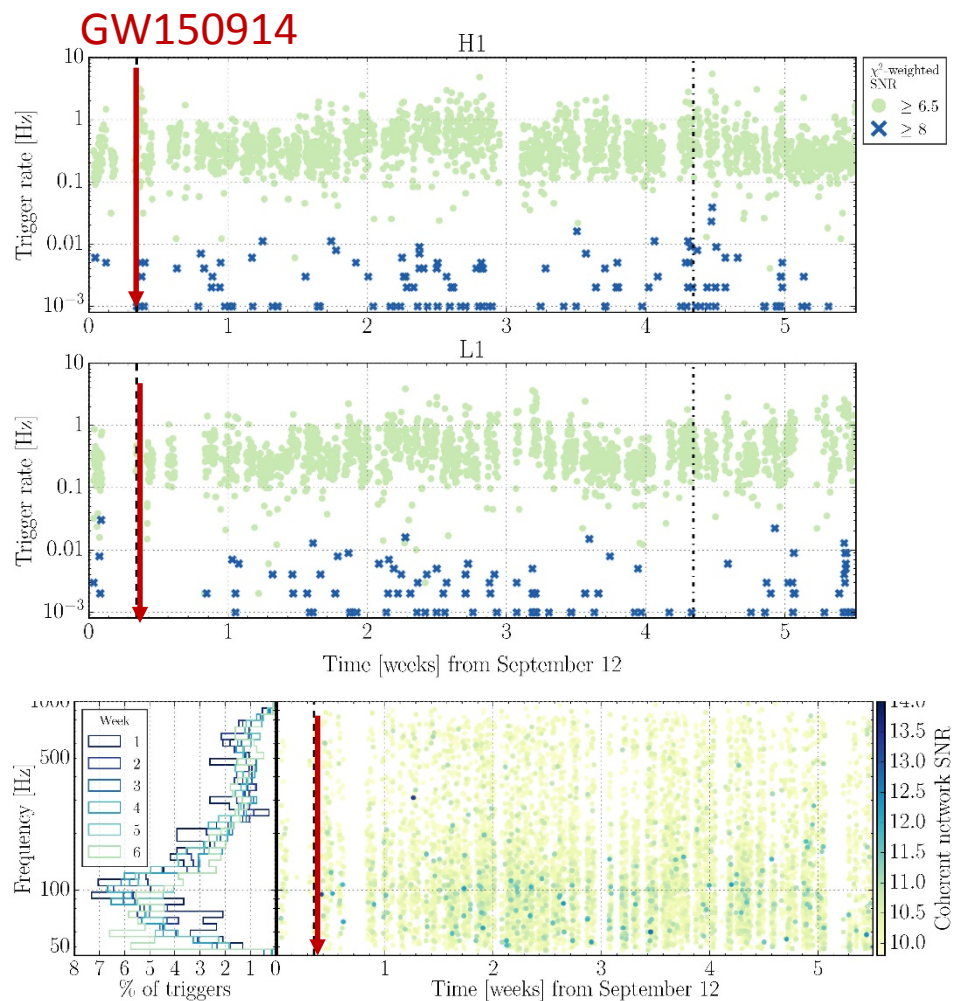 GW150914
H1
χ²-weighted
SNR
≥ 6.5
≥ 8
10
1
0.1
0.01
10⁻³
Trigger rate [Hz]
0 1 2 3 4 5
L1
10
1
0.1
0.01
10⁻³
Trigger rate [Hz]
0 1 2 3 4 5
Time [weeks] from September 12
Week
1
2
3
4
5
6
1000
500
100
50
Frequency [Hz]
8 7 6 5 4 3 2 1 0
% of triggers
0 1 2 3 4 5
Time [weeks] from September 12
14.0
13.5
13.0
12.5
12.0
11.5
11.0
10.5
10.0
Coherent network SNR